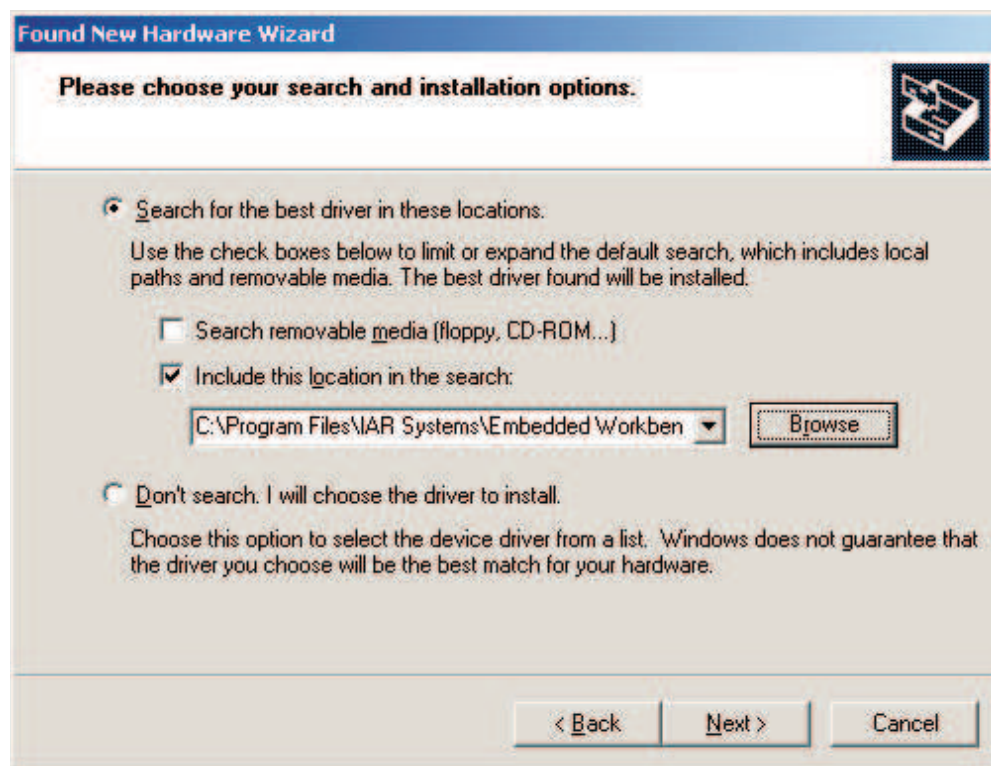 Found New Hardware Wizard
Please choose your search and installation options.
Search for the best driver in these locations.
Use the check boxes below to limit or expand the default search, which includes local
paths and removable media. The best driver found will be installed.
Search removable media (floppy, CD-ROM...)
Include this location in the search:
C:\Program Files\IAR Systems\Embedded Workben
Browse
Don't search. I will choose the driver to install.
Choose this option to select the device driver from a list. Windows does not guarantee that
the driver you choose will be the best match for your hardware.
< Back
Next >
Cancel